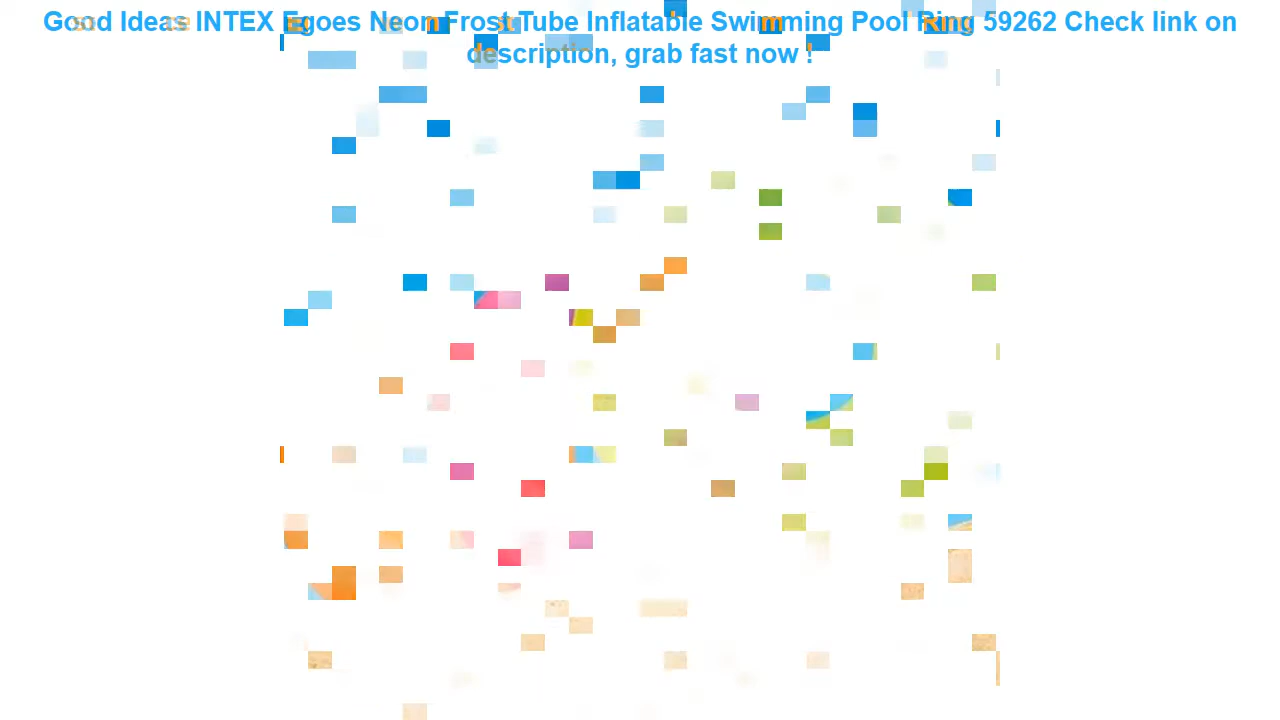 Good Ideas INTEX Egoes Neon Frost Tube Inflatable Swimming Pool Ring 59262 Check link on
description, grab fast now !